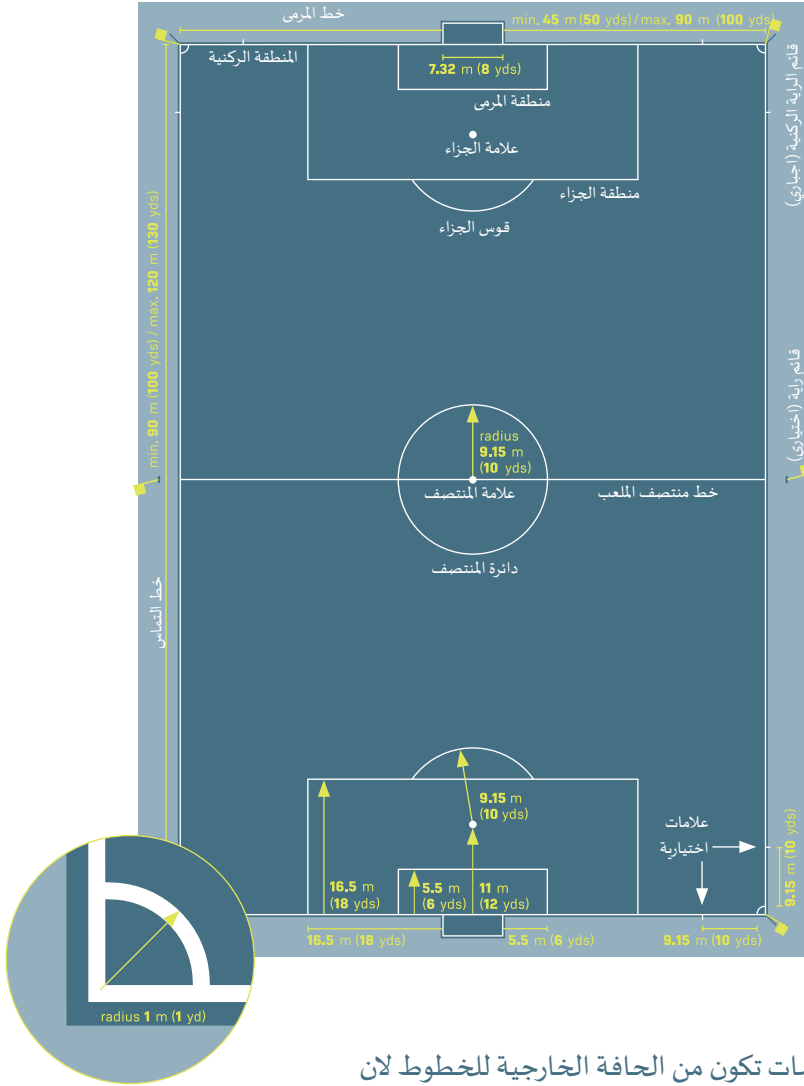 خط المرمى
min. 45 m (50 yds) / max. 90 m (100 yds)
المنطقة الركنية
7.32 m (8 yds)
منطقة المرمى
قائم الراية الركنية (اجباري)
علامة الجزاء
منطقة الجزاء
قوس الجزاء
min. 90 m (100 yds) / max. 120 m (130 yds)
قائم راية (اختياري)
radius
9.15 m
(10 yds)
علامة المنتصف
خط منتصف الملعب
دائرة المنتصف
خط التماس
9.15 m
(10 yds)
علامات
اختيارية
9.15 m (10 yds)
16.5 m
(18 yds)
5.5 m
(6 yds)
11 m
(12 yds)
16.5 m (18 yds)
5.5 m (6 yds)
9.15 m (10 yds)
radius 1 m (1 yd)
تكون من الحافة الخارجية للخطوط لان